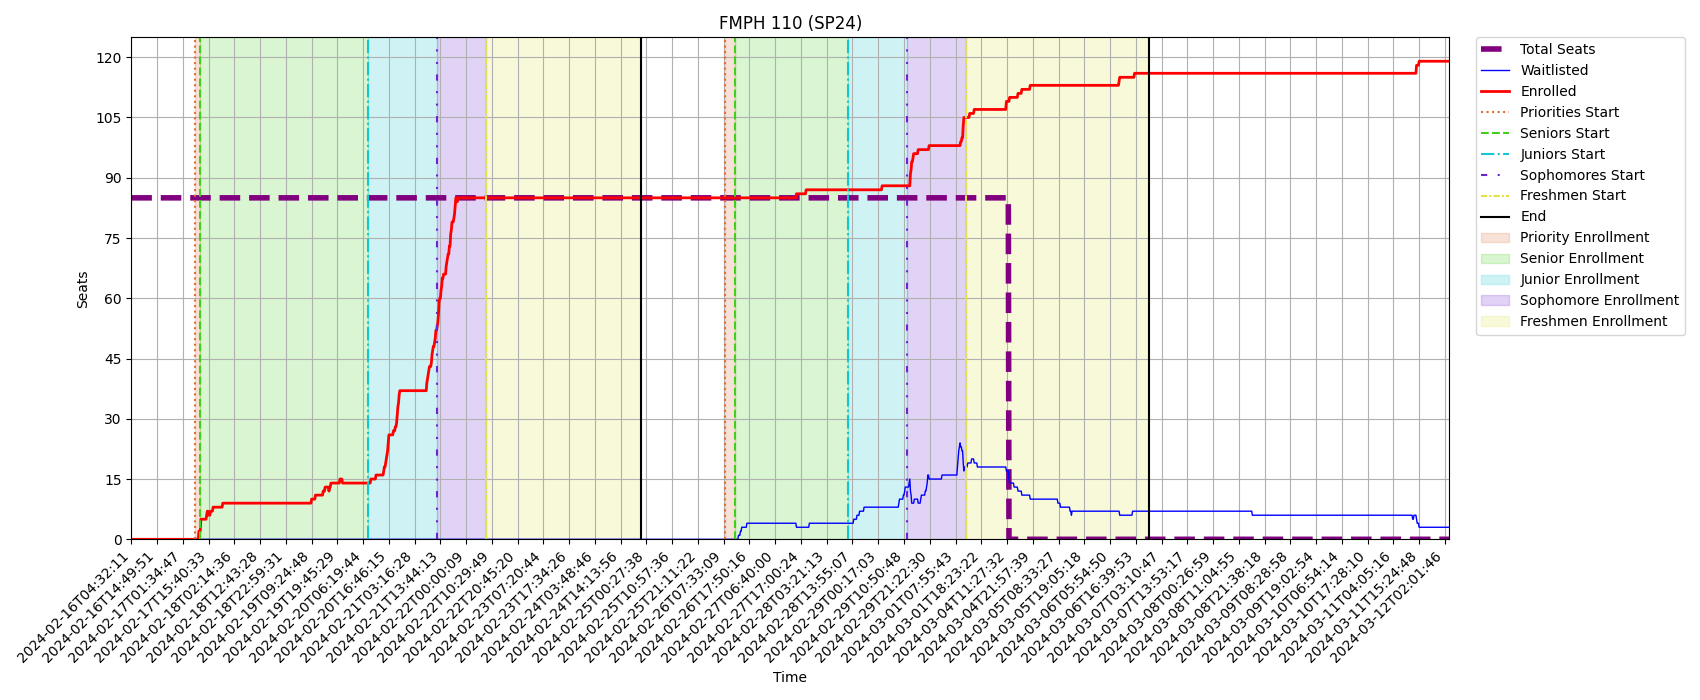 FMPH 110 (SP24)
Seats
120
105
90
75
60
45
30
15
0
2024-02-16T04:32:11
2024-02-16T14:49:51
2024-02-17T01:34:47
2024-02-17T15:40:33
2024-02-18T02:14:36
2024-02-18T12:43:28
2024-02-18T22:59:31
2024-02-19T09:24:48
2024-02-19T19:45:29
2024-02-20T06:19:44
2024-02-20T16:46:15
2024-02-21T03:16:28
2024-02-21T13:44:13
2024-02-22T00:00:09
2024-02-22T10:29:49
2024-02-22T20:45:20
2024-02-23T07:20:44
2024-02-23T17:34:26
2024-02-24T03:48:46
2024-02-24T14:13:56
2024-02-25T00:27:38
2024-02-25T10:57:36
2024-02-25T21:11:22
2024-02-26T07:33:09
2024-02-26T17:50:16
2024-02-27T06:40:00
2024-02-27T17:00:24
2024-02-28T03:21:13
2024-02-28T13:55:07
2024-02-29T00:17:03
2024-02-29T10:50:49
2024-02-29T21:22:30
2024-03-01T07:55:43
2024-03-01T18:23:22
2024-03-04T11:27:32
2024-03-04T21:57:39
2024-03-05T08:33:27
2024-03-05T19:05:18
2024-03-06T05:54:50
2024-03-06T16:39:53
2024-03-07T03:10:47
2024-03-07T13:53:17
2024-03-08T00:26:59
2024-03-08T11:04:55
2024-03-08T21:38:18
2024-03-09T08:28:58
2024-03-09T19:02:54
2024-03-10T06:54:14
2024-03-10T17:28:10
2024-03-11T04:05:16
2024-03-11T15:24:48
2024-03-12T02:01:46
Time
Total Seats
Waitlisted
Enrolled
Priorities Start
Seniors Start
Juniors Start
Sophomores Start
Freshmen Start
End
Priority Enrollment
Senior Enrollment
Junior Enrollment
Sophomore Enrollment
Freshmen Enrollment